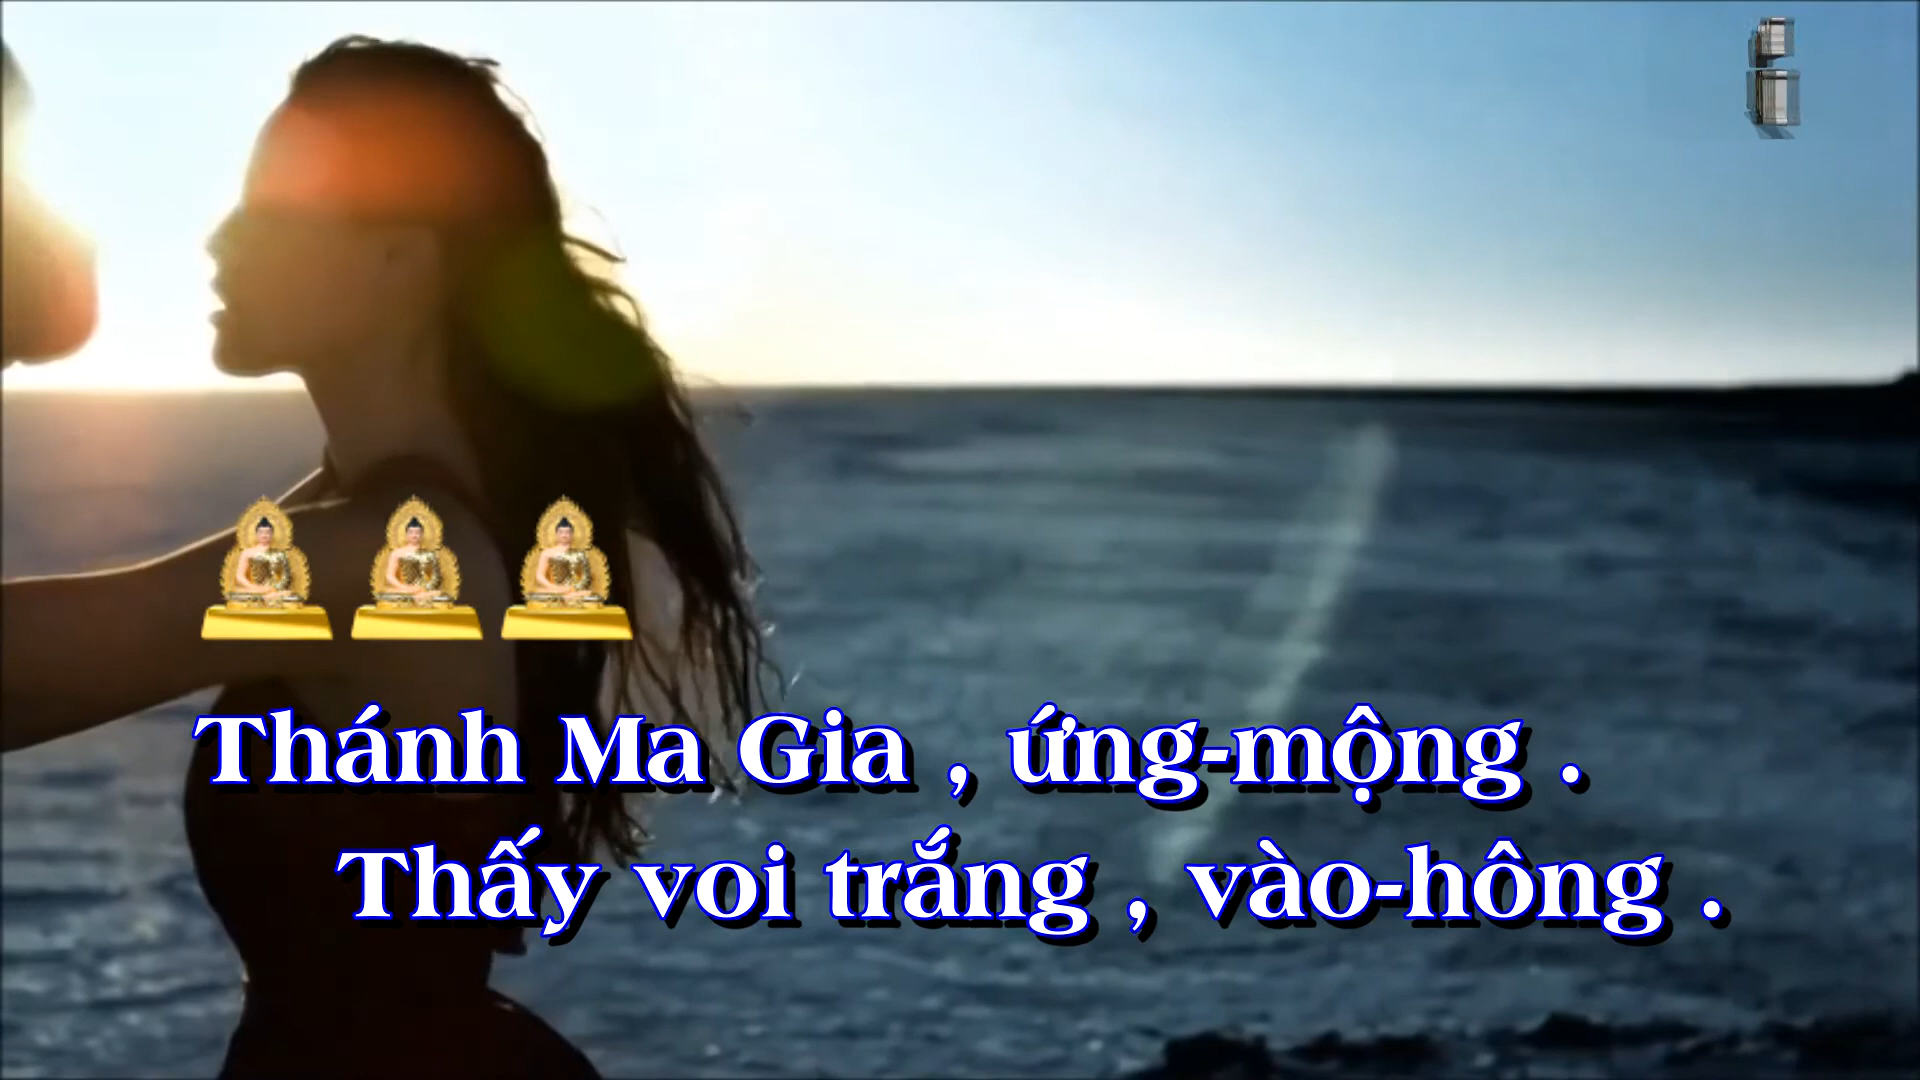 Thánh Ma Gia , ứng-mộng .
Thấy voi trắng , vào-hông .